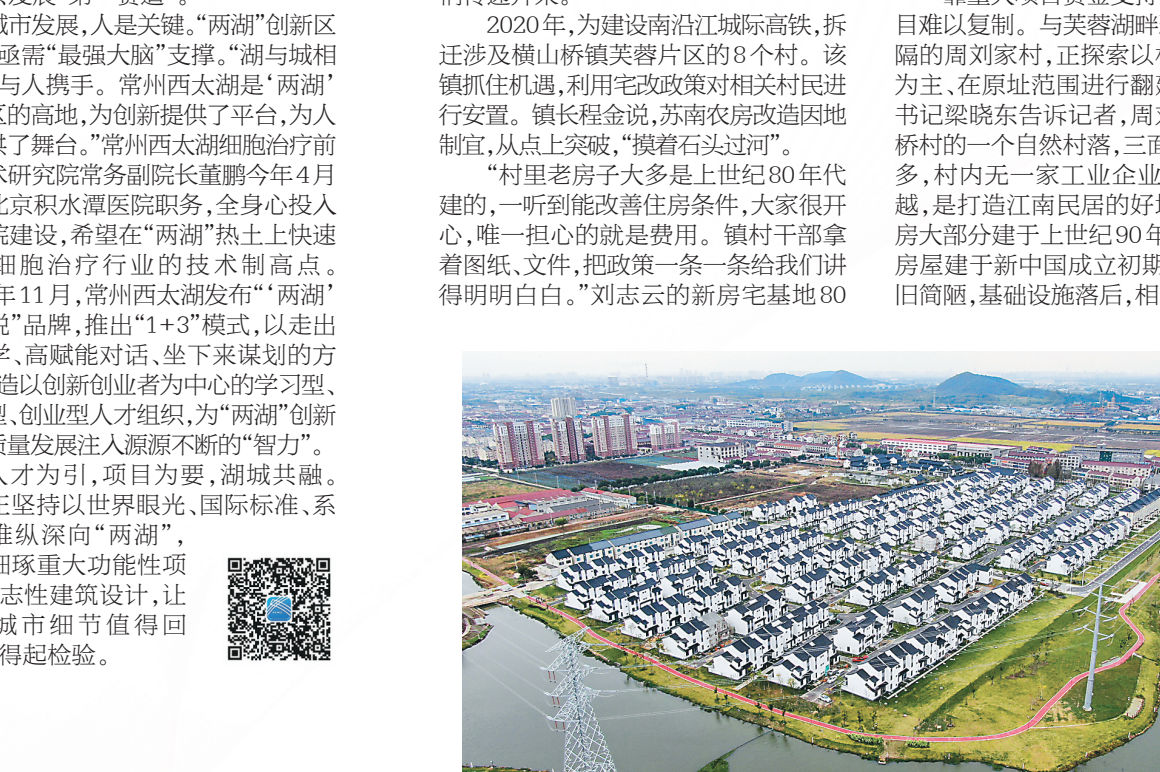 城市发展,人是关键。“两湖”创新区
亟需“最强大脑”支撑。“湖与城相
与人携手。常州西太湖是‘两湖’
区的高地,为创新提供了平台,为人
供了舞台。”常州西太湖细胞治疗前
术研究院常务副院长董鹏今年4月
北京积水潭医院职务,全身心投入
院建设,希望在“两湖”热土上快速
细胞治疗行业的技术制高点。
年11月,常州西太湖发布“‘两湖’
说”品牌,推出“1+3”模式,以走出
学、高赋能对话、坐下来谋划的方
造以创新创业者为中心的学习型、
型、创业型人才组织,为“两湖”创新
质量发展注入源源不断的“智力”。
人才为引,项目为要,湖城共融。
正坚持以世界眼光、国际标准、系
推纵深向“两湖”,
细琢重大功能性项
志性建筑设计,让
城市细节值得回
得起检验。
2020年,为建设南沿江城际高铁,拆
迁涉及横山桥镇芙蓉片区的8个村。该
镇抓住机遇,利用宅改政策对相关村民进
行安置。镇长程金说,苏南农房改造因地
制宜,从点上突破,“摸着石头过河”。
“村里老房子大多是上世纪80年代
建的,一听到能改善住房条件,大家很开
心,唯一担心的就是费用。镇村干部拿
着图纸、文件,把政策一条一条给我们讲
得明明白白。”刘志云的新房宅基地80
目难以复制。与芙蓉湖畔
隔的周刘家村,正探索以
为主、在原址范围进行翻
书记梁晓东告诉记者,周
桥村的一个自然村落,三面
多,村内无一家工业企业
越,是打造江南民居的好
房大部分建于上世纪90年
房屋建于新中国成立初期
旧简陋,基础设施落后,相